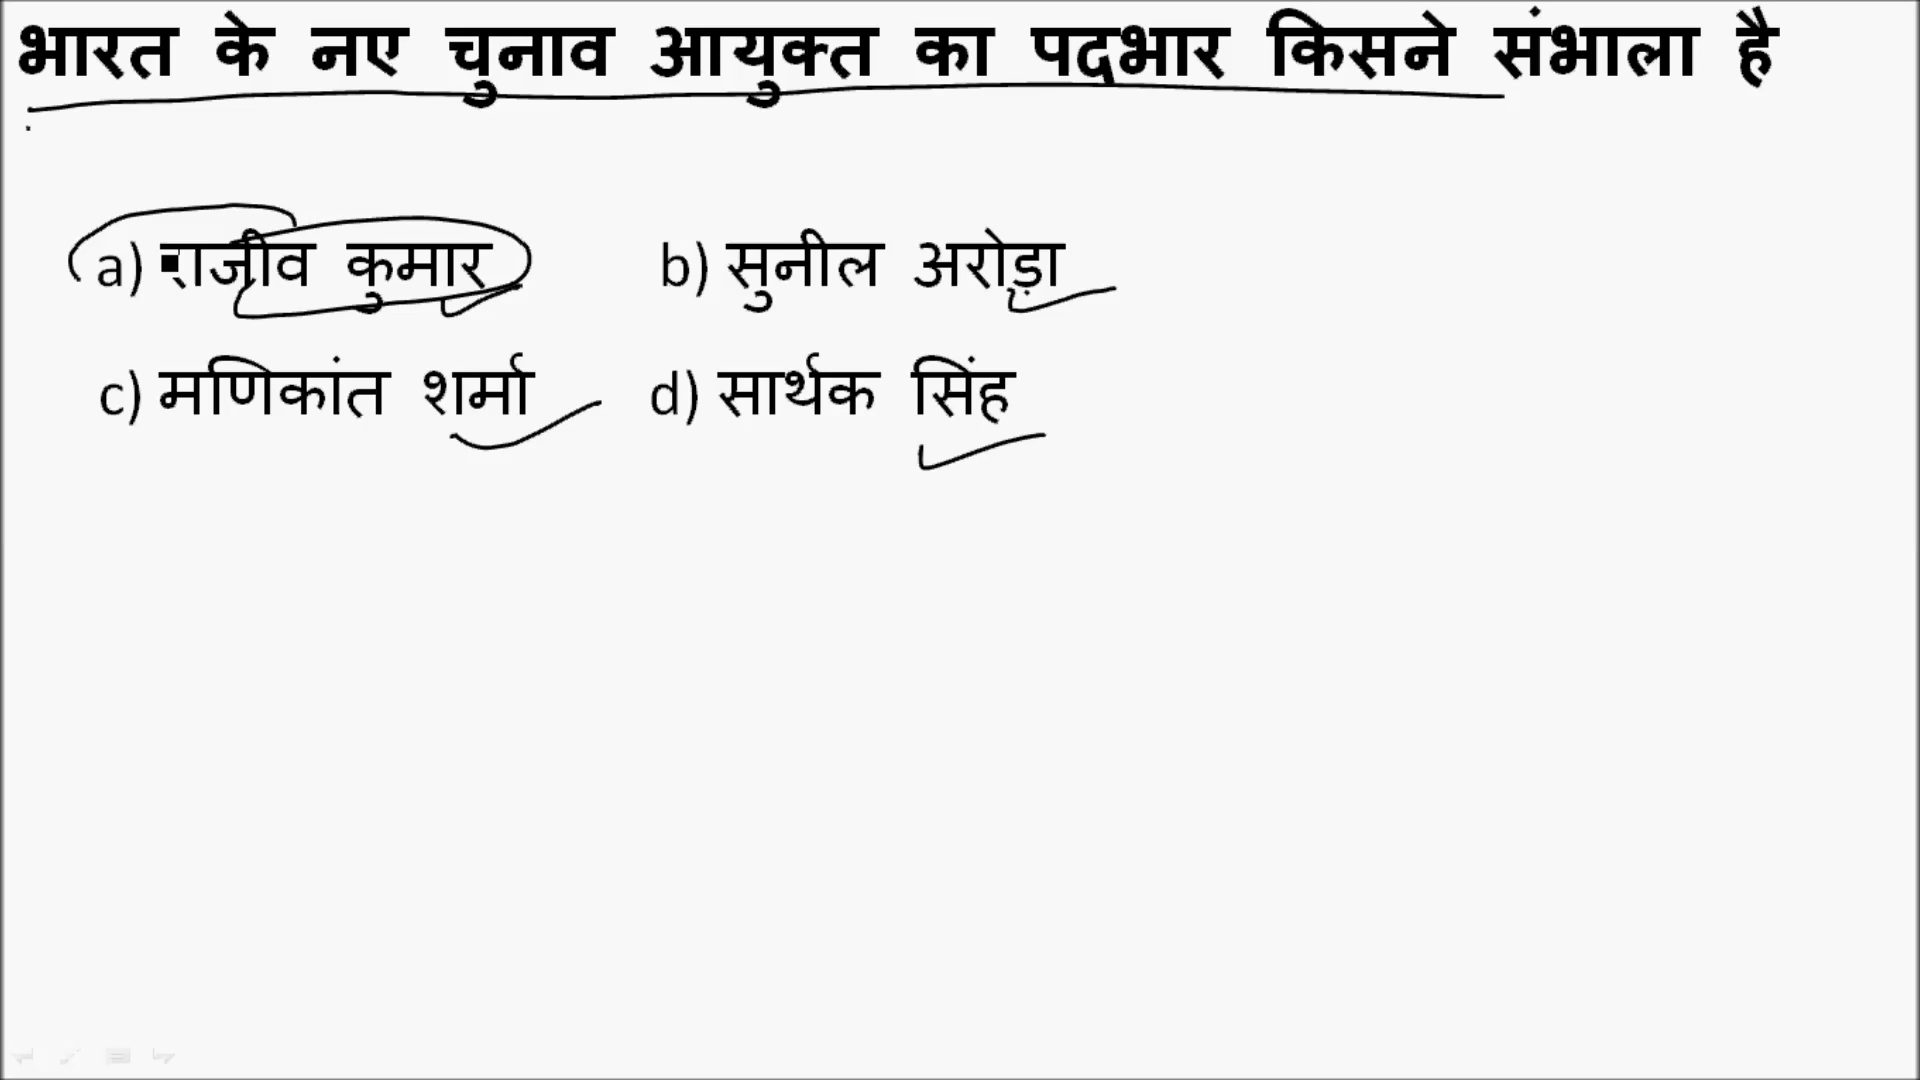 भारत के नए चुनाव आयुक्त का पदभार किसने संभाला है
a) राजीव कुमार b) सुनील अरोड़ा
c) मणिकांत शर्मा d) सार्थक सिंह